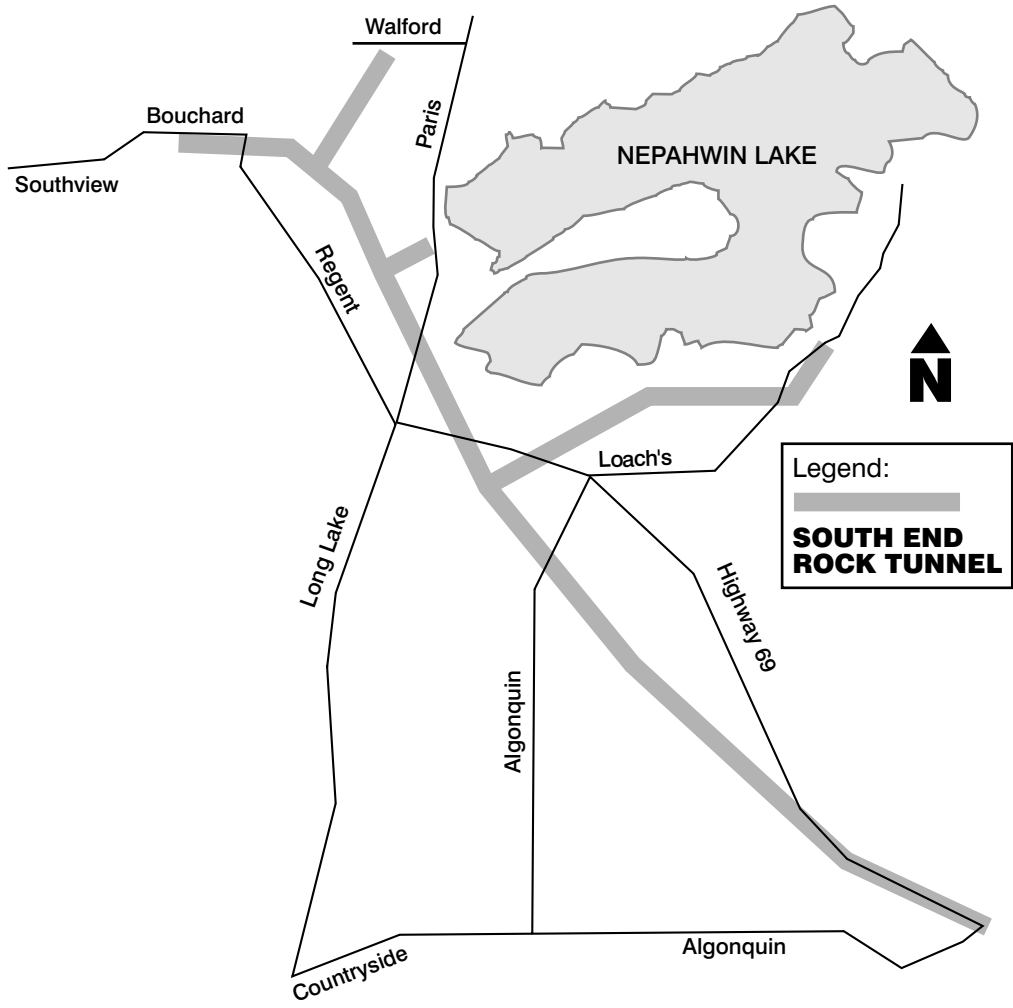 Walford
Bouchard
Paris
NEPAHWIN LAKE
Southview
Regent
N
Loach's
Legend:
SOUTH END
ROCK TUNNEL
Long Lake
Highway 69
Algonquin
Algonquin
Countryside